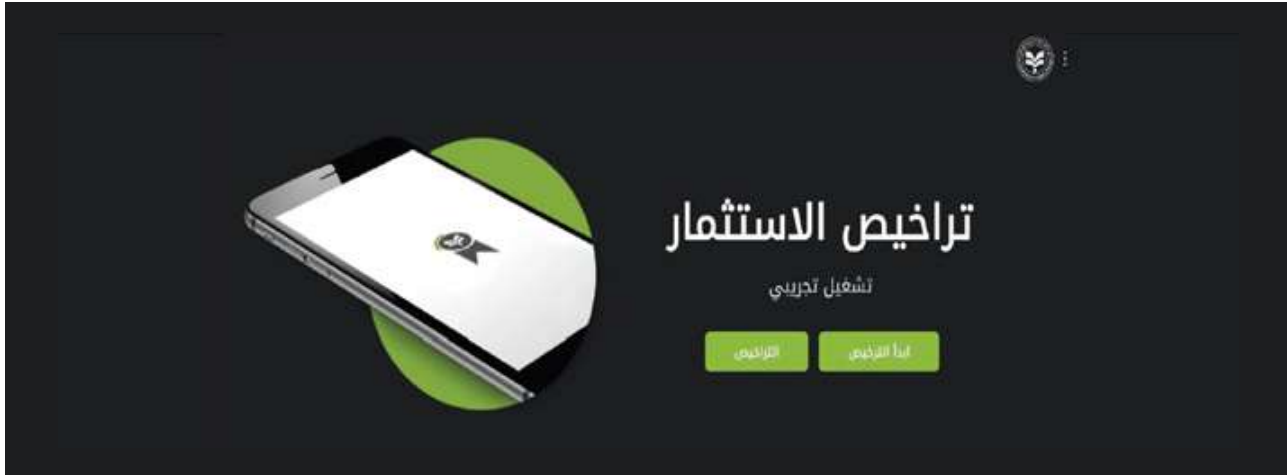 تراخيص الاستثمار
تشغيل تجريبي
ابدأ الترخيص
التراخيص